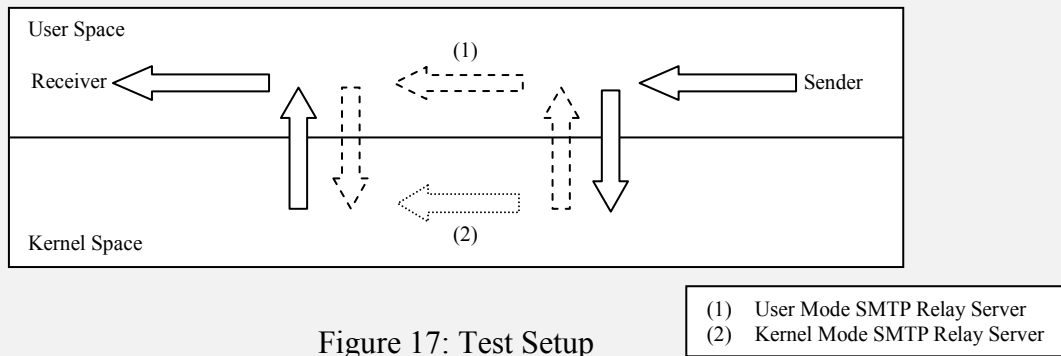 User Space
(1)
Receiver
Sender
(2)
Kernel Space
(1) User Mode SMTP Relay Server
(2) Kernel Mode SMTP Relay Server
Figure 17: Test Setup